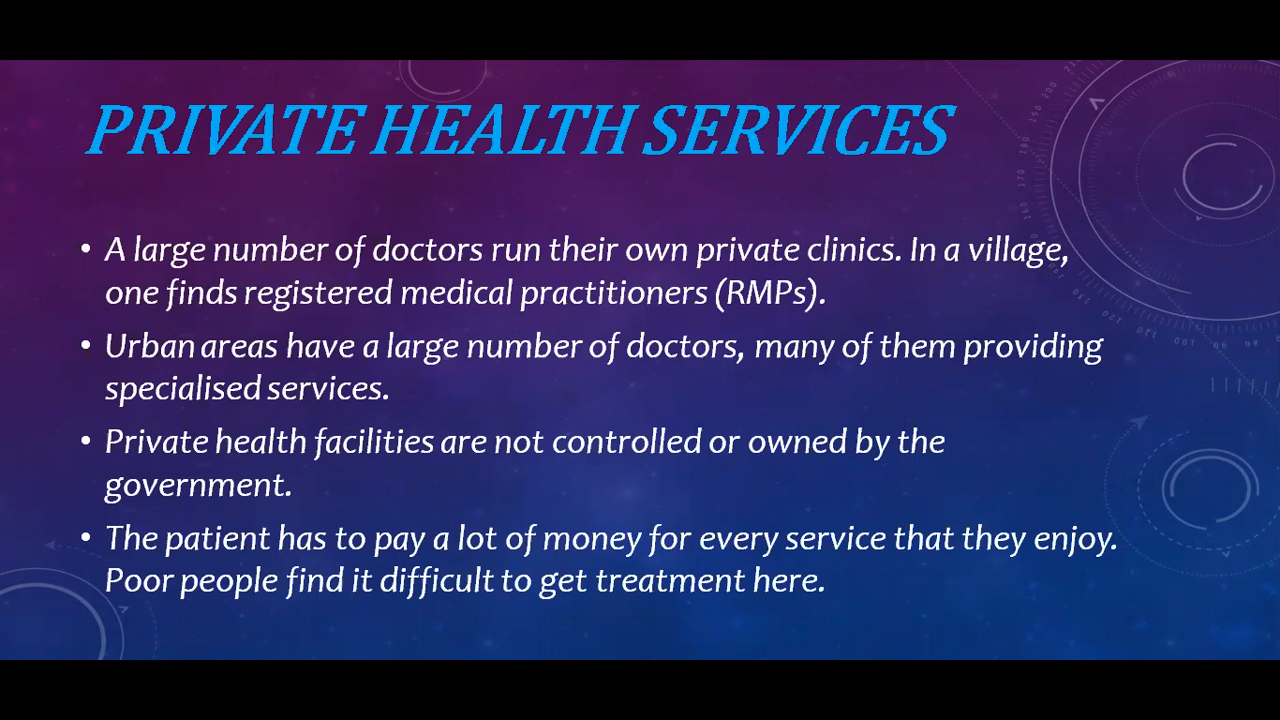 PRIVATE HEALTH SERVICES
• A large number of doctors run their own private clinics. In a village,
one finds registered medical practitioners (RMPs).
• Urban areas have a large number of doctors, many of them providing
specialised services.
• Private health facilities are not controlled or owned by the
government.
• The patient has to pay a lot of money for every service that they enjoy.
Poor people find it difficult to get treatment here.